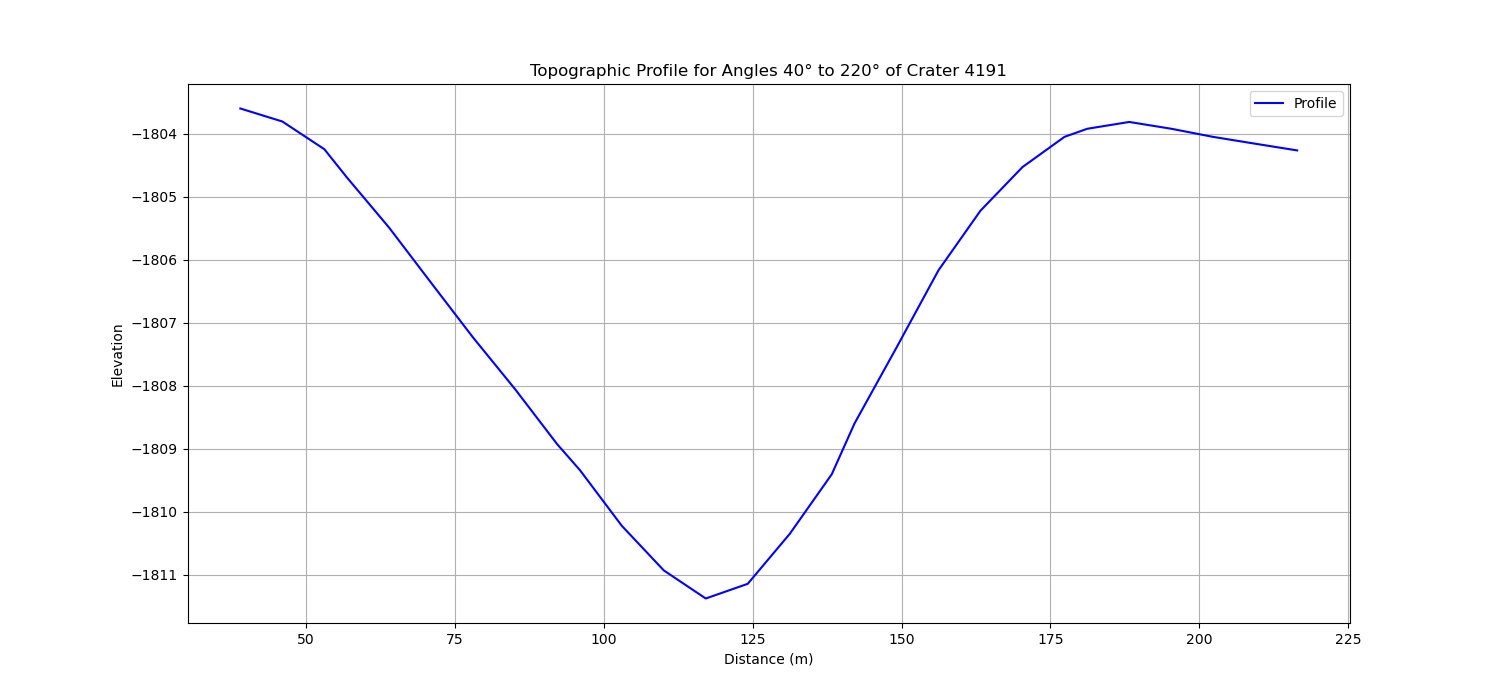 Topographic Profile for Angles 40° to 220° of Crater 4191
Profile
−1804
−1805
−1806
−1807
−1808
−1809
−1810
−1811
Elevation
50 75 100 125 150 175 200 225
Distance (m)